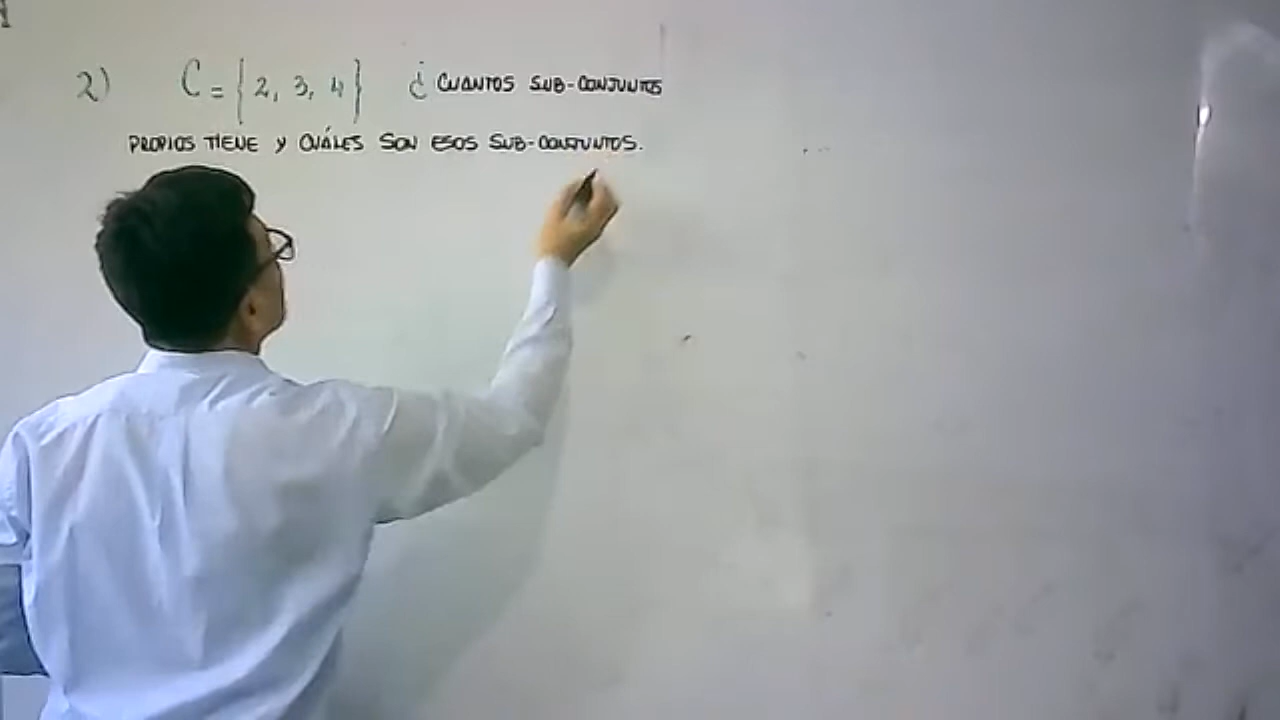 2) C = { 2, 3, 4 } ¿ CUANTOS SUB-CONJUNTOS
PROPIOS TIENE Y CUÁLES SON ESOS SUB-CONJUNTOS.